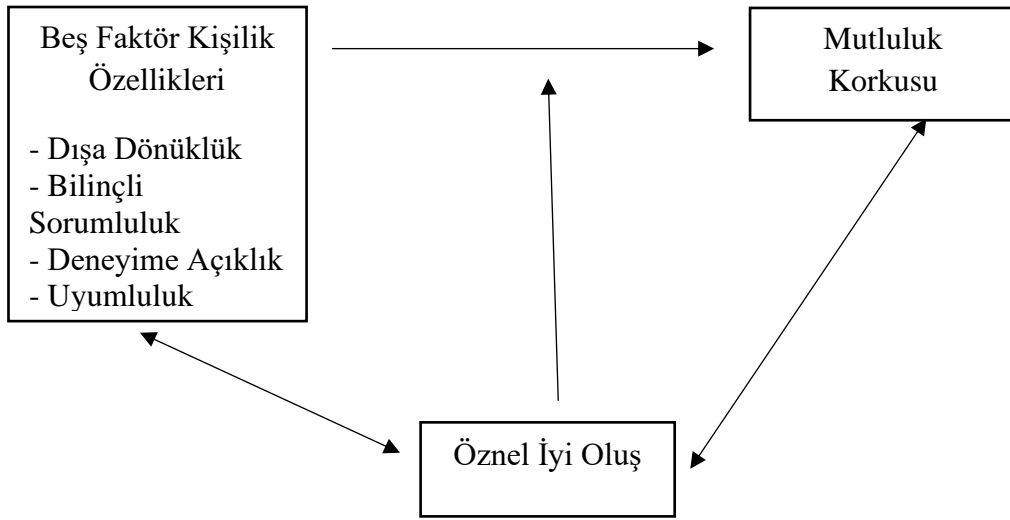 Beş Faktör Kişilik
Özellikleri
- Dışa Dönüklük
- Bilinçli
Sorumluluk
- Deneyime Açıklık
- Uyumluluk
Mutluluk
Korkusu
Öznel İyi Oluş